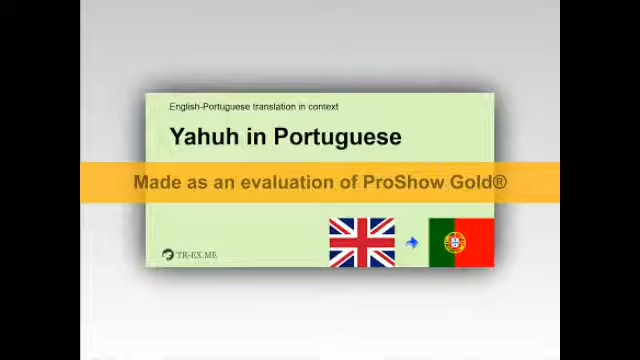 English-Portuguese translation in context
Yahuh in Portuguese
Made as an evaluation of ProShow Gold®
TR-EX.ME